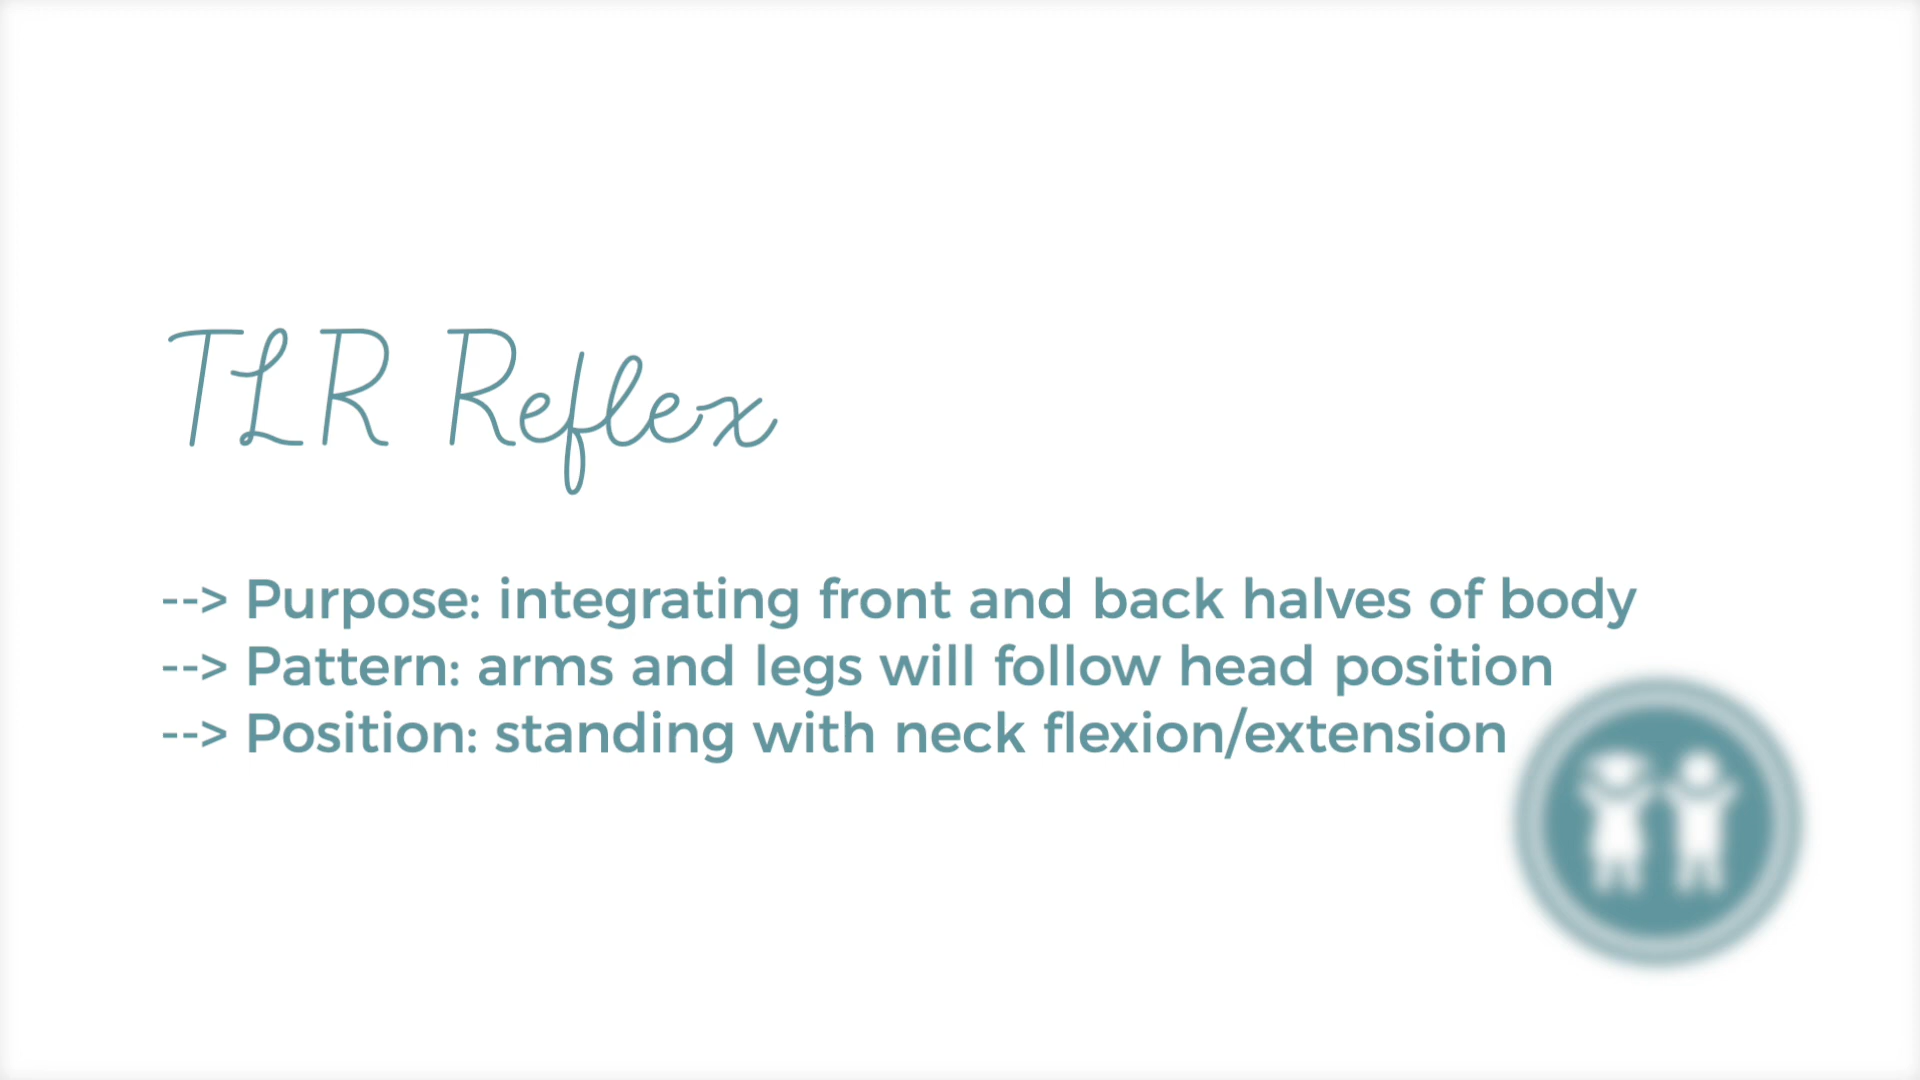 TLR Reflex
--> Purpose: integrating front and back halves of body
--> Pattern: arms and legs will follow head position
--> Position: standing with neck flexion/extension